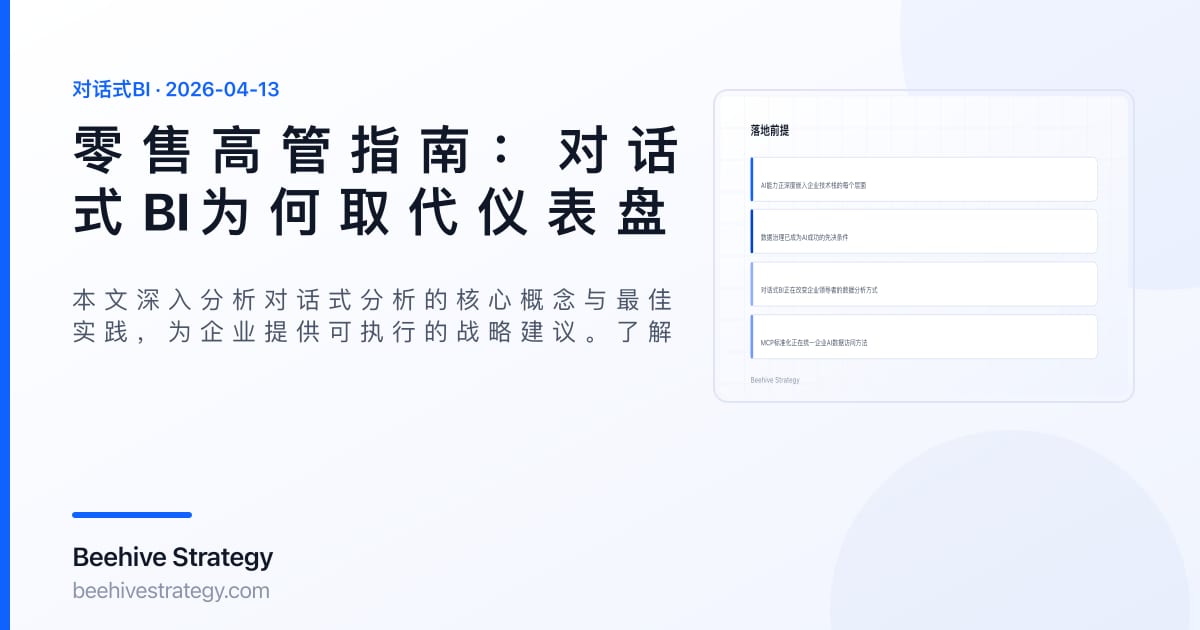 对话式BI · 2026-04-13
零售高管指南：对话
式 BI为何取代仪表盘
本文深入分析对话式分析的核心概念与最佳
实践，为企业提供可执行的战略建议。了解
落地前提
AI能力正深度嵌入企业技术栈的每个层面
数据治理已成为AI成功的先决条件
对话式BI正在改变企业领导者的数据分析方式
MCP标准化正在统一企业AI数据访问方法
Beehive Strategy
Beehive Strategy
beehivestrategy.com